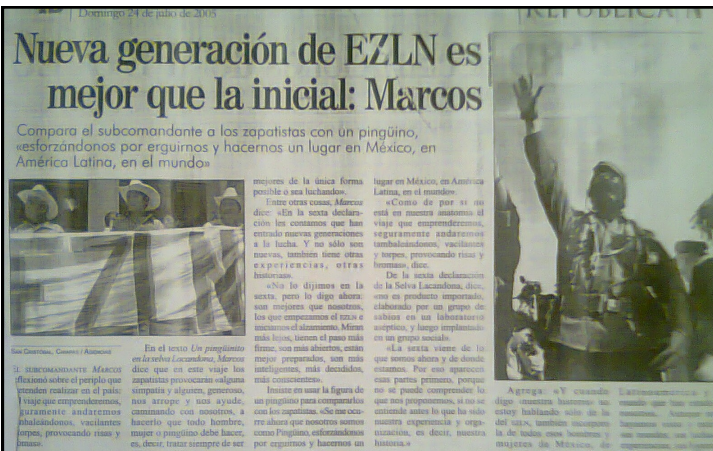 Domingo 24 de julio de 2005
REPÚBLICA
Nueva generación de EZLN es
mejor que la inicial: Marcos
Compara el subcomandante a los zapatistas con un pingüino,
«esforzándonos por erguirnos y hacernos un lugar en México, en
América Latina, en el mundo»
EZLN
SAN CRISTÓBAL, CHIAPAS / AGENCIAS
EL SUBCOMANDANTE MARCOS
reflexionó sobre el periplo que
pretenden realizar en el país:
viaje que emprenderemos,
seguramente andaremos
tambaleándonos, vacilantes
torpes, provocando risas y
bromas».
En el texto Un pingüinito
en la selva Lacandona, Marcos
dice que en este viaje los
zapatistas provocarán «alguna
simpatía y alguien, generoso,
nos arrope y nos ayude,
caminando con nosotros, a
hacerlo que todo hombre,
mujer o pingüino debe hacer,
es, decir, tratar siempre de ser
mejores de la única forma
posible o sea luchando».
Entre otras cosas, Marcos
dice: «En la sexta declara-
ción les contamos que han
entrado nuevas generaciones
a la lucha. Y no sólo son
nuevas, también tiene otras
experiencias, otras
historias».
«No lo dijimos en la
sexta, pero lo digo ahora:
son mejores que nosotros,
los que empezamos el EZLN e
iniciamos el alzamiento. Miran
más lejos, tienen el paso más
firme, son más abiertos, están
mejor preparados, son más
inteligentes, más decididos,
más conscientes».
Insiste en usar la figura de
un pingüino para compararlos
con los zapatistas. «Se me ocu-
rre ahora que nosotros somos
como Pingüino, esforzándonos
por erguirnos y hacernos un
lugar en México, en América
Latina, en el mundo».
«Como de por sí no
está en nuestra anatomía el
viaje que emprenderemos,
seguramente andaremos
tambaleándonos, vacilantes
y torpes, provocando risas y
bromas», dice.
De la sexta declaración
de la Selva Lacandona, dice,
«no es producto importado,
elaborado por un grupo de
sabios en un laboratorio
aséptico, y luego implantado
en un grupo social».
«La sexta viene de lo
que somos ahora y de donde
estamos. Por eso aparecen
esas partes primero, porque
no se puede comprender lo
que nos proponemos, si no se
entiende antes lo que ha sido
nuestra experiencia y orga-
nización, es decir, nuestra
historia.»
Agrega: «Y cuando
digo «nuestra historia» no
estoy hablando sólo de la
del EZLN, también
la de todos esos hombres y
mujeres de México, de